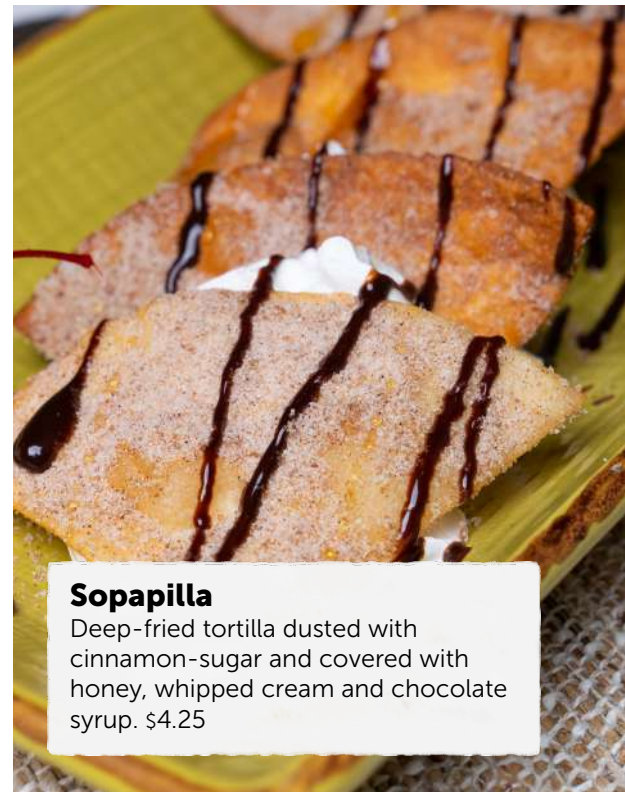 Sopapilla
Deep-fried tortilla dusted with
cinnamon-sugar and covered with
honey, whipped cream and chocolate
syrup. $4.25